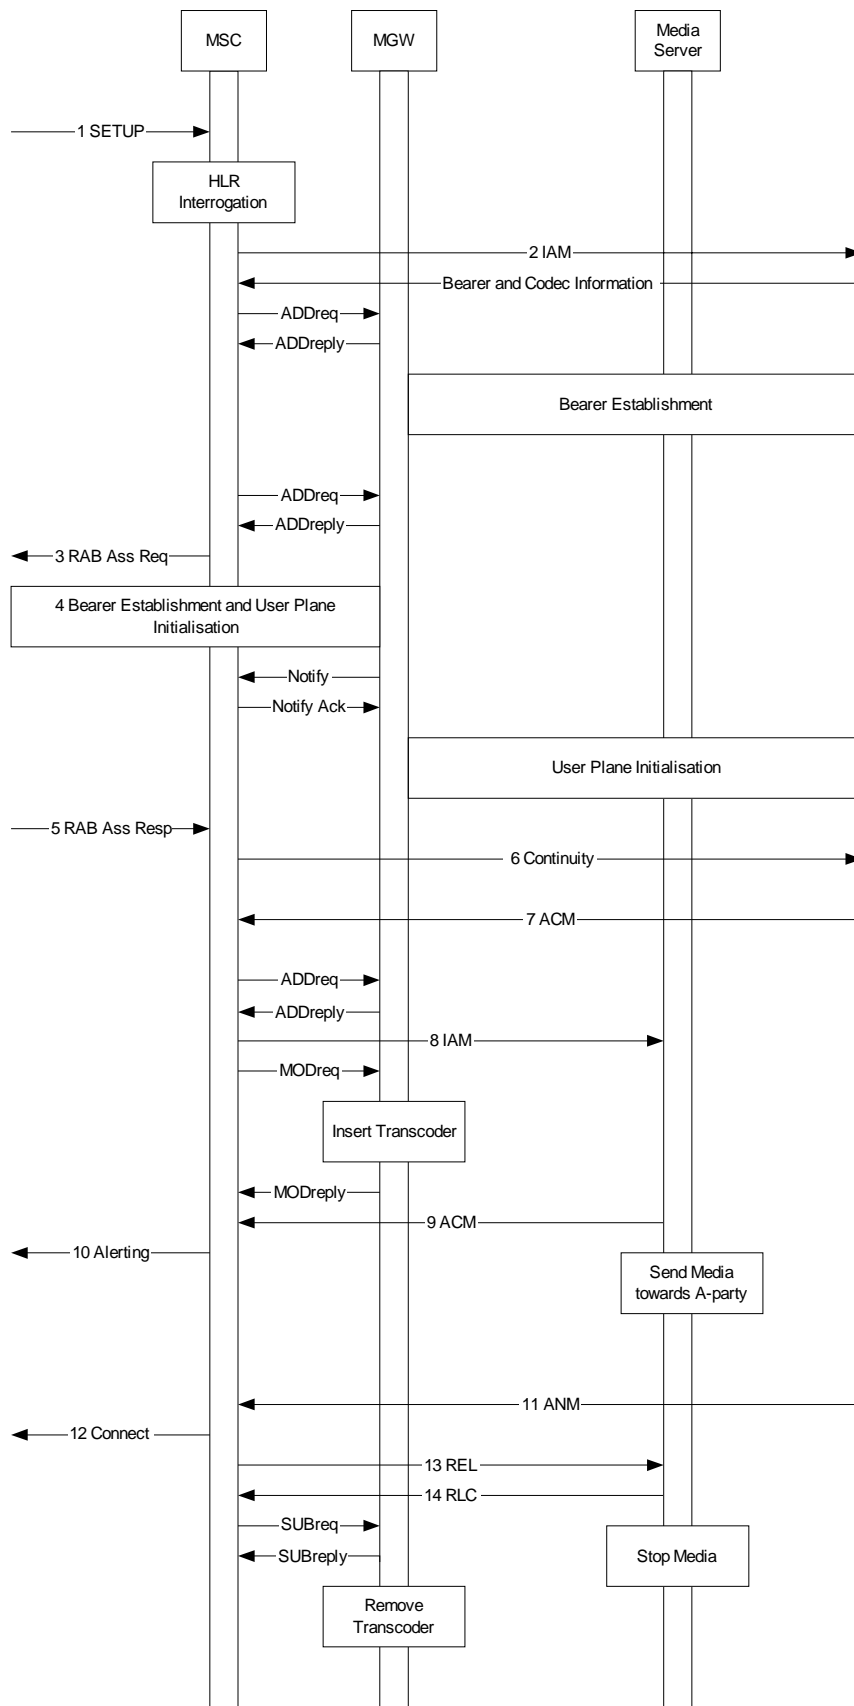 MSC
MGW
Media
Server
1 SETUP
HLR
Interrogation
2 IAM
Bearer and Codec Information
ADDreq
ADDreply
Bearer Establishment
ADDreq
ADDreply
3 RAB Ass Req
4 Bearer Establishment and User Plane
Initialisation
Notify
Notify Ack
User Plane Initialisation
5 RAB Ass Resp
6 Continuity
7 ACM
ADDreq
ADDreply
8 IAM
MODreq
Insert Transcoder
MODreply
9 ACM
10 Alerting
Send Media
towards A-party
11 ANM
12 Connect
13 REL
14 RLC
SUBreq
SUBreply
Stop Media
Remove
Transcoder